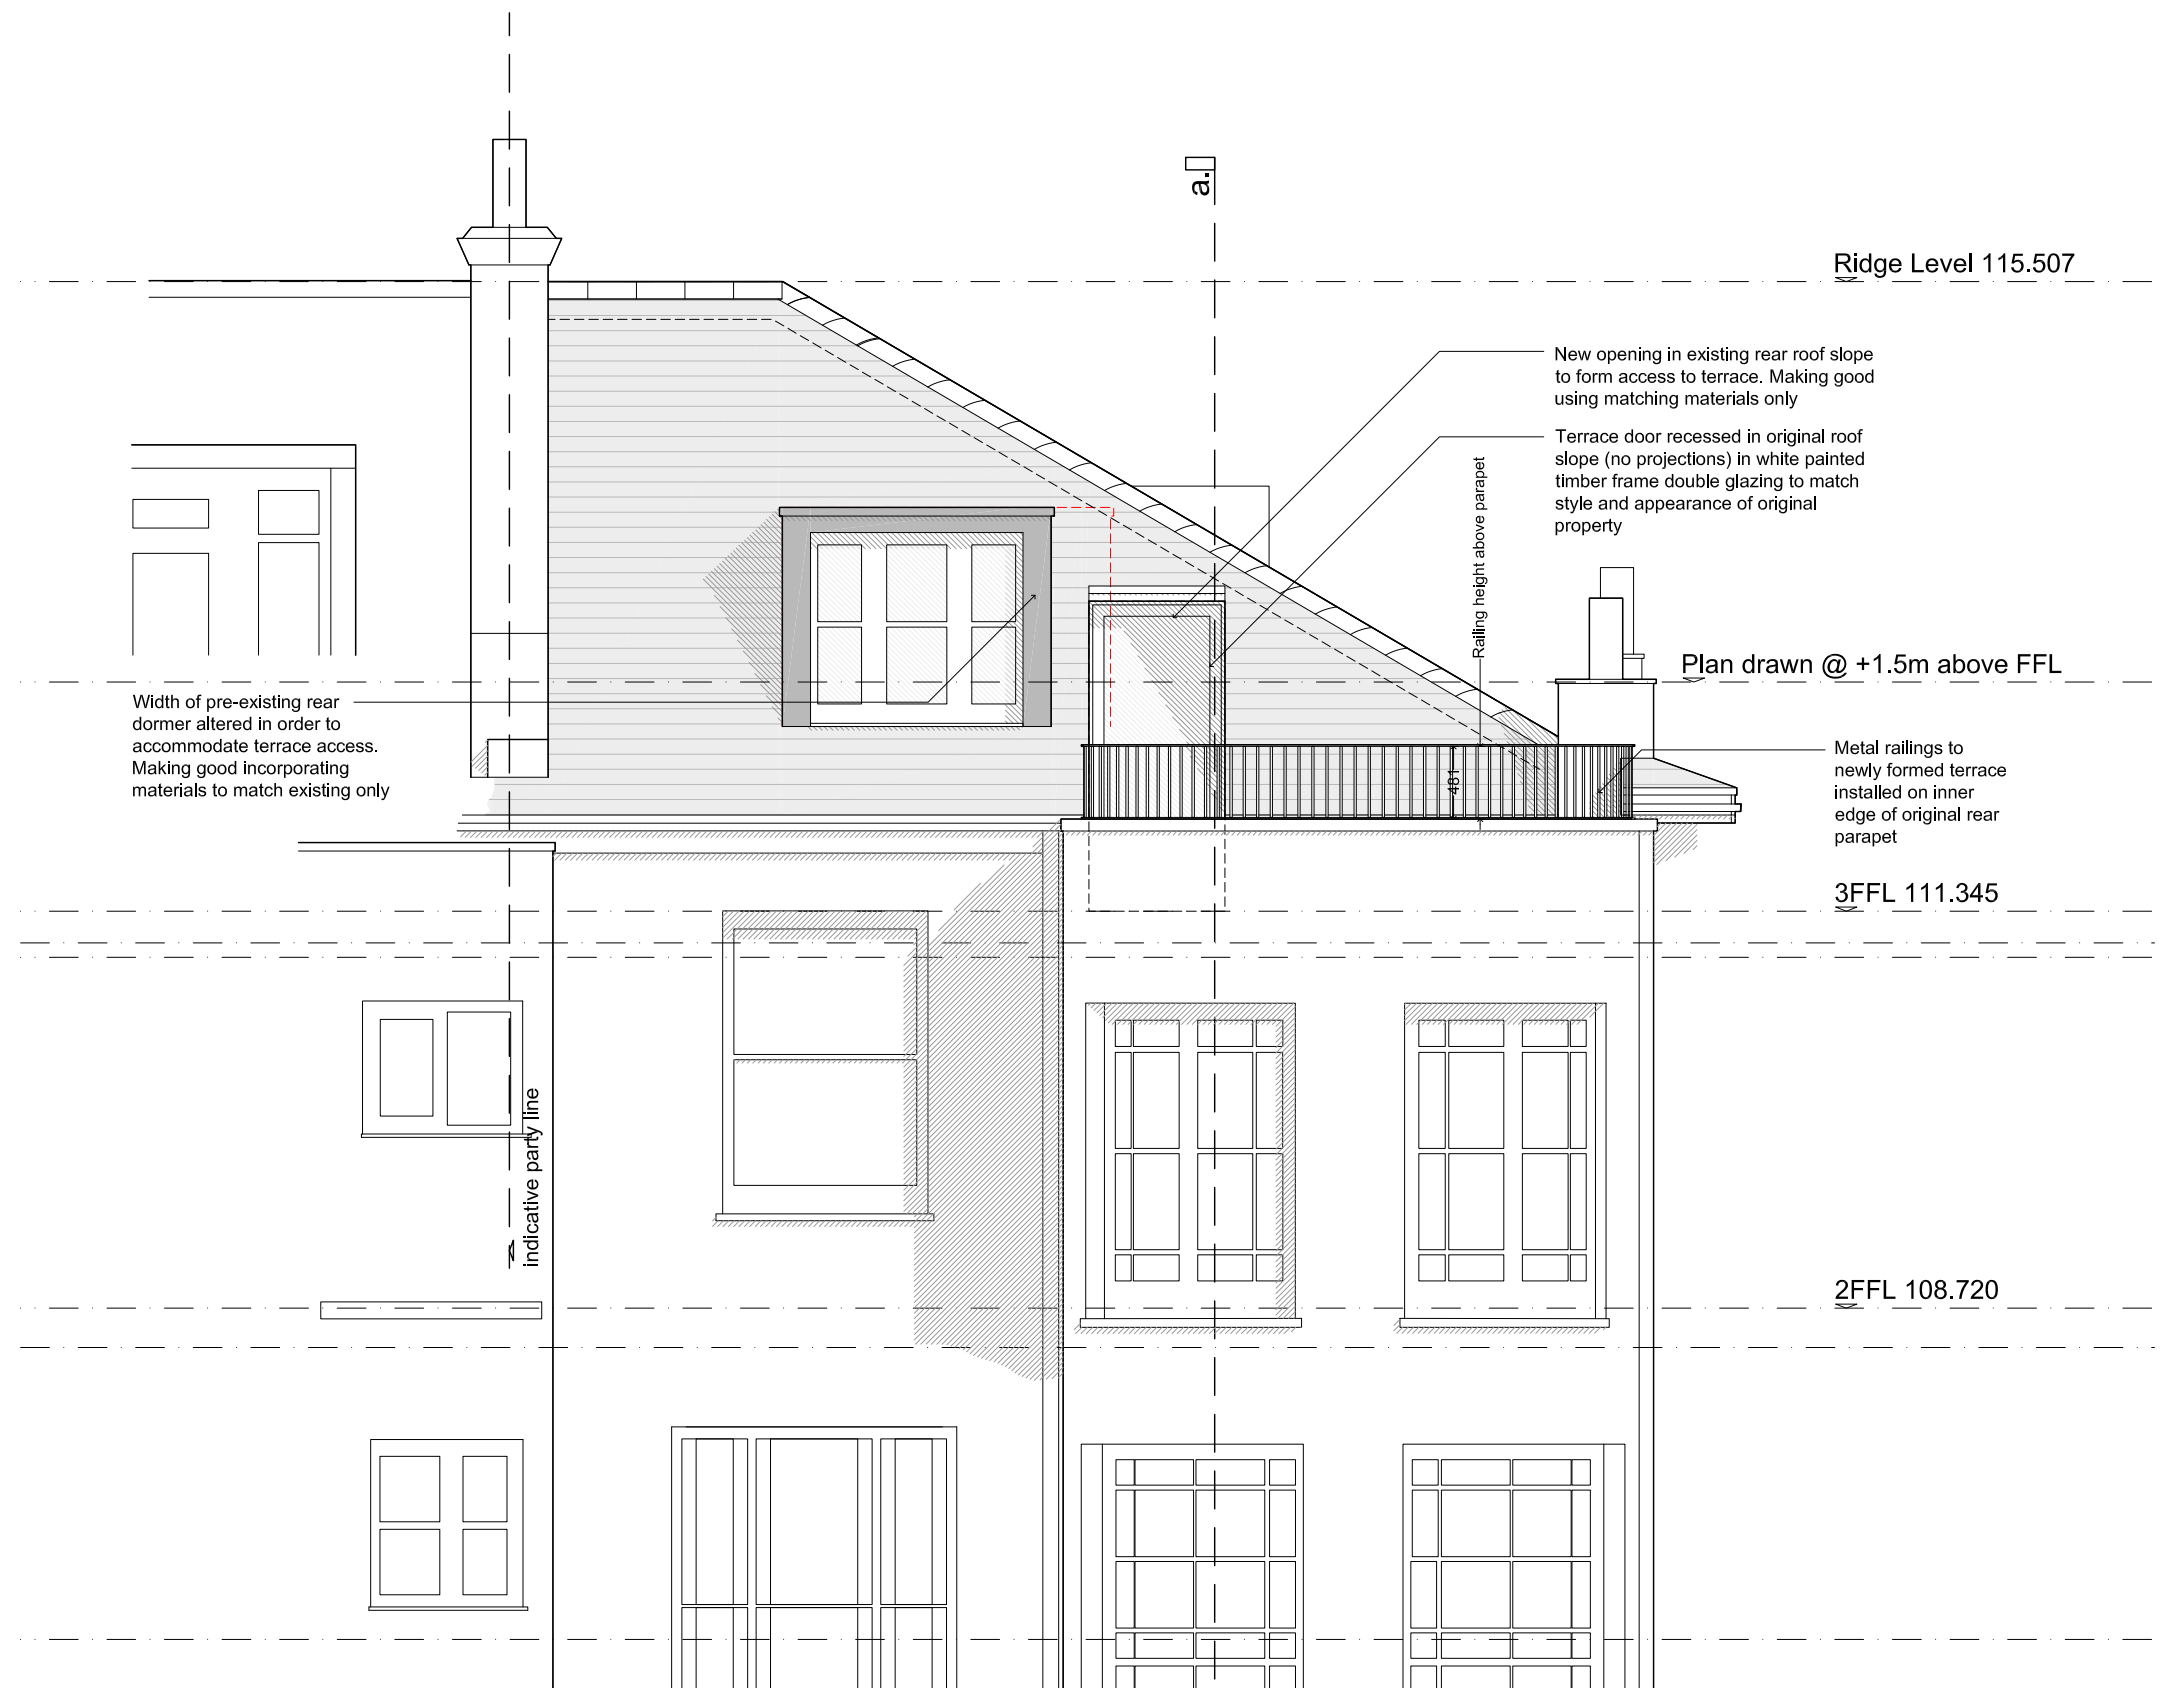 a.
Ridge Level 115.507
New opening in existing rear roof slope
to form access to terrace. Making good
using matching materials only
Terrace door recessed in original roof
slope (no projections) in white painted
timber frame double glazing to match
style and appearance of original
property
Railing height above parapet
Plan drawn @ +1.5m above FFL
Width of pre-existing rear
dormer altered in order to
accommodate terrace access.
Making good incorporating
materials to match existing only
481
Metal railings to
newly formed terrace
installed on inner
edge of original rear
parapet
3FFL 111.345
indicative party line
2FFL 108.720